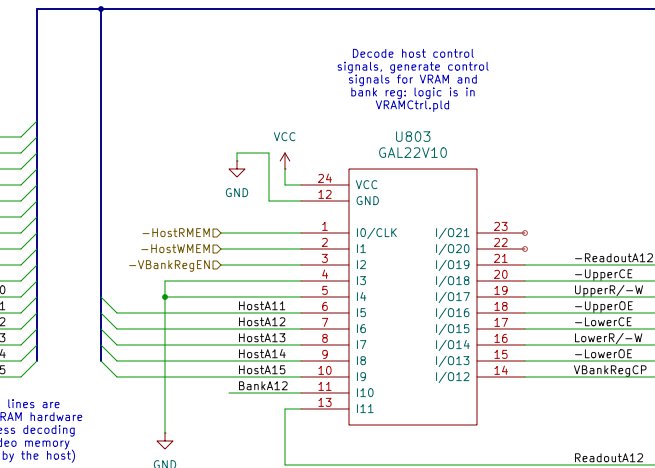 Decode host control
signals, generate control
signals for VRAM and
bank reg: logic is in
VRAMCtrl.pld
U803
GAL22V10
VCC
GND
24 VCC
12 GND
-HostRMEM 1 I0/CLK I/O21 23
-HostWMEM 2 I1 I/O20 22
-VBankRegEN 3 I2 I/O19 21 -ReadoutA12
4 I3 I/O18 20 -UpperCE
0 5 I4 I/O17 19 UpperR/-W
1 HostA11 6 I5 I/O16 18 -UpperOE
2 HostA12 7 I6 I/O15 17 -LowerCE
3 HostA13 8 I7 I/O14 16 LowerR/-W
4 HostA14 9 I8 I/O13 15 -LowerOE
5 HostA15 10 I9 I/O12 14 VBankRegCP
BankA12 11 I10
13 I11
lines are
RAM hardware
ess decoding
deo memory
by the host)
GND
ReadoutA12